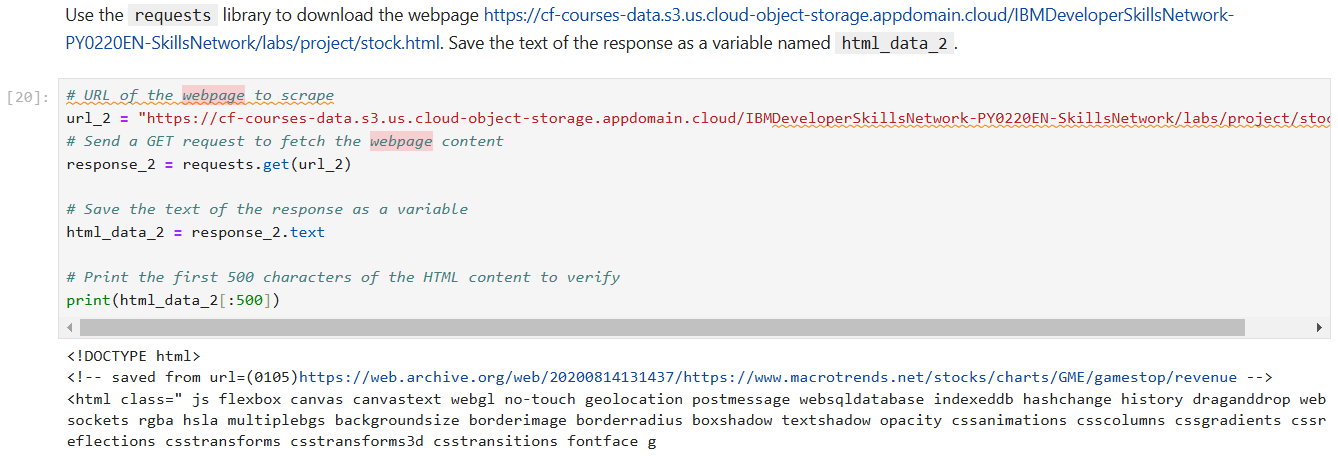 Use the requests library to download the webpage https://cf-courses-data.s3.us.cloud-object-storage.appdomain.cloud/IBMDeveloperSkillsNetwork-
PY0220EN-SkillsNetwork/labs/project/stock.html. Save the text of the response as a variable named html_data_2.
[20]:
# URL of the webpage to scrape
url_2 = "https://cf-courses-data.s3.us.cloud-object-storage.appdomain.cloud/IBMDeveloperSkillsNetwork-PY0220EN-SkillsNetwork/labs/project/stoc
# Send a GET request to fetch the webpage content
response_2 = requests.get(url_2)
# Save the text of the response as a variable
html_data_2 = response_2.text
# Print the first 500 characters of the HTML content to verify
print(html_data_2[:500])
<!DOCTYPE html>
<!-- saved from url=(0105)https://web.archive.org/web/20200814131437/https://www.macrotrends.net/stocks/charts/GME/gamestop/revenue -->
<html class=" js flexbox canvas canvastext webgl no-touch geolocation postmessage websqldatabase indexeddb hashchange history draganddrop web
sockets rgba hsla multiplebgs backgroundsize borderimage borderradius boxshadow textshadow opacity cssanimations csscolumns cssgradients cssr
eflections csstransforms csstransforms3d csstransitions fontface g